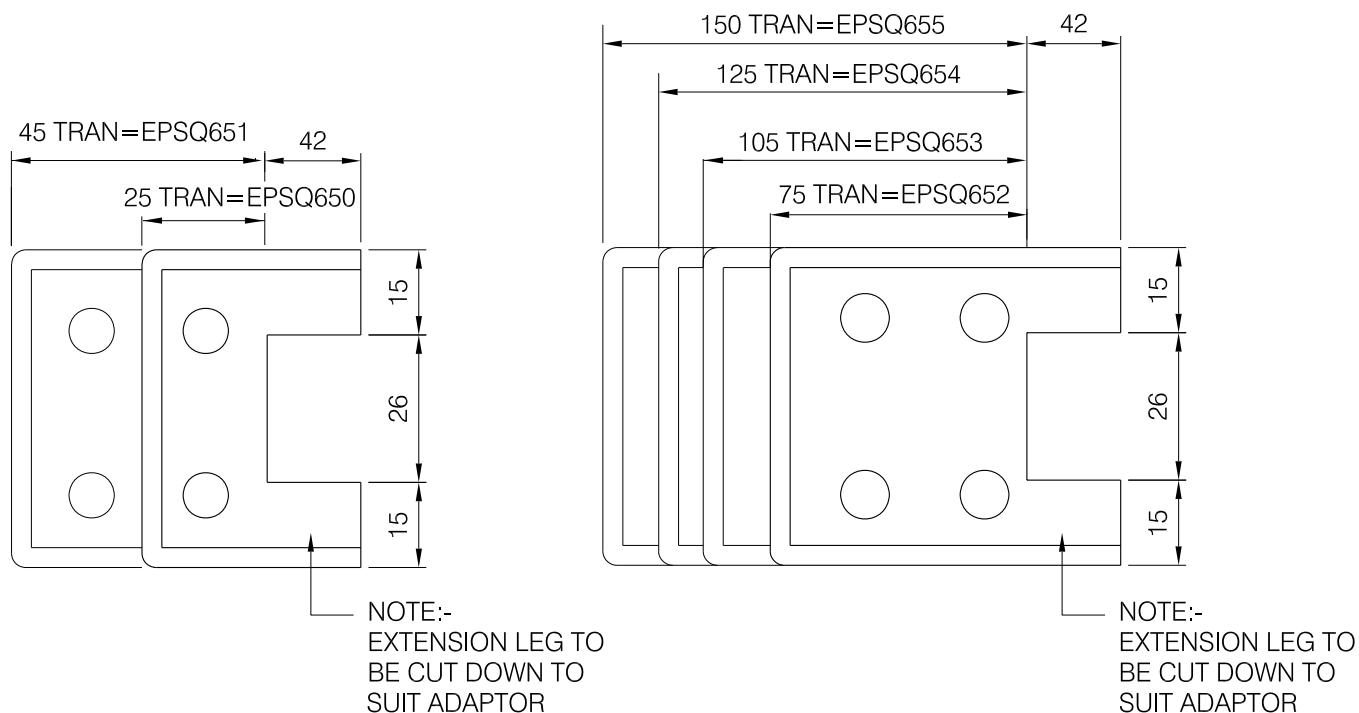 45 TRAN=EPSQ651
42
25 TRAN=EPSQ650
15
26
15
NOTE:-
EXTENSION LEG TO
BE CUT DOWN TO
SUIT ADAPTOR
150 TRAN=EPSQ655
42
125 TRAN=EPSQ654
105 TRAN=EPSQ653
75 TRAN=EPSQ652
15
26
15
NOTE:-
EXTENSION LEG TO
BE CUT DOWN TO
SUIT ADAPTOR